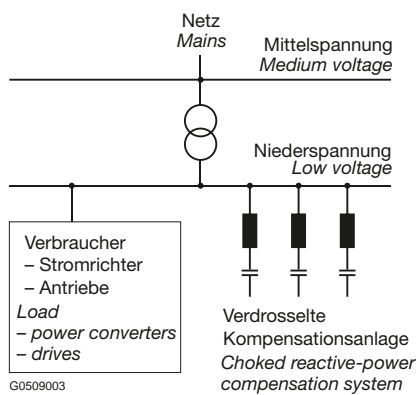 Netz
Mains
Mittelspannung
Medium voltage
Niederspannung
Low voltage
Verbraucher
– Stromrichter
– Antriebe
Load
– power converters
– drives
Verdrosselte
Kompensationsanlage
Choked reactive-power
compensation system
G0509003